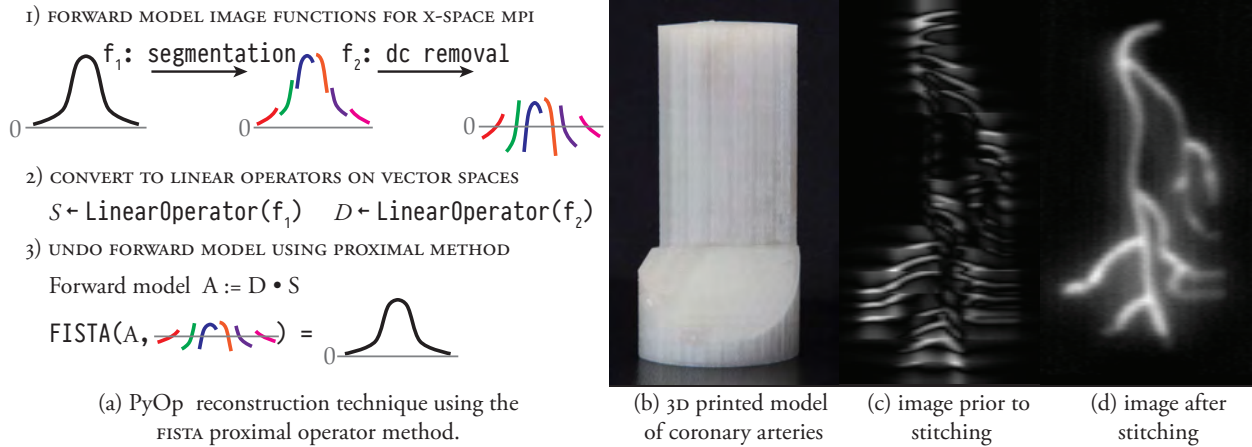 1) FORWARD MODEL IMAGE FUNCTIONS FOR X-SPACE MPI
f₁: segmentation
f₂: dc removal
0
0
0
2) CONVERT TO LINEAR OPERATORS ON VECTOR SPACES
S ← LinearOperator(f₁)    D ← LinearOperator(f₂)
3) UNDO FORWARD MODEL USING PROXIMAL METHOD
Forward model A := D • S
FISTA(A, ) =
0
(a) PyOp reconstruction technique using the
FISTA proximal operator method.
(b) 3D printed model
of coronary arteries
(c) image prior to
stitching
(d) image after
stitching